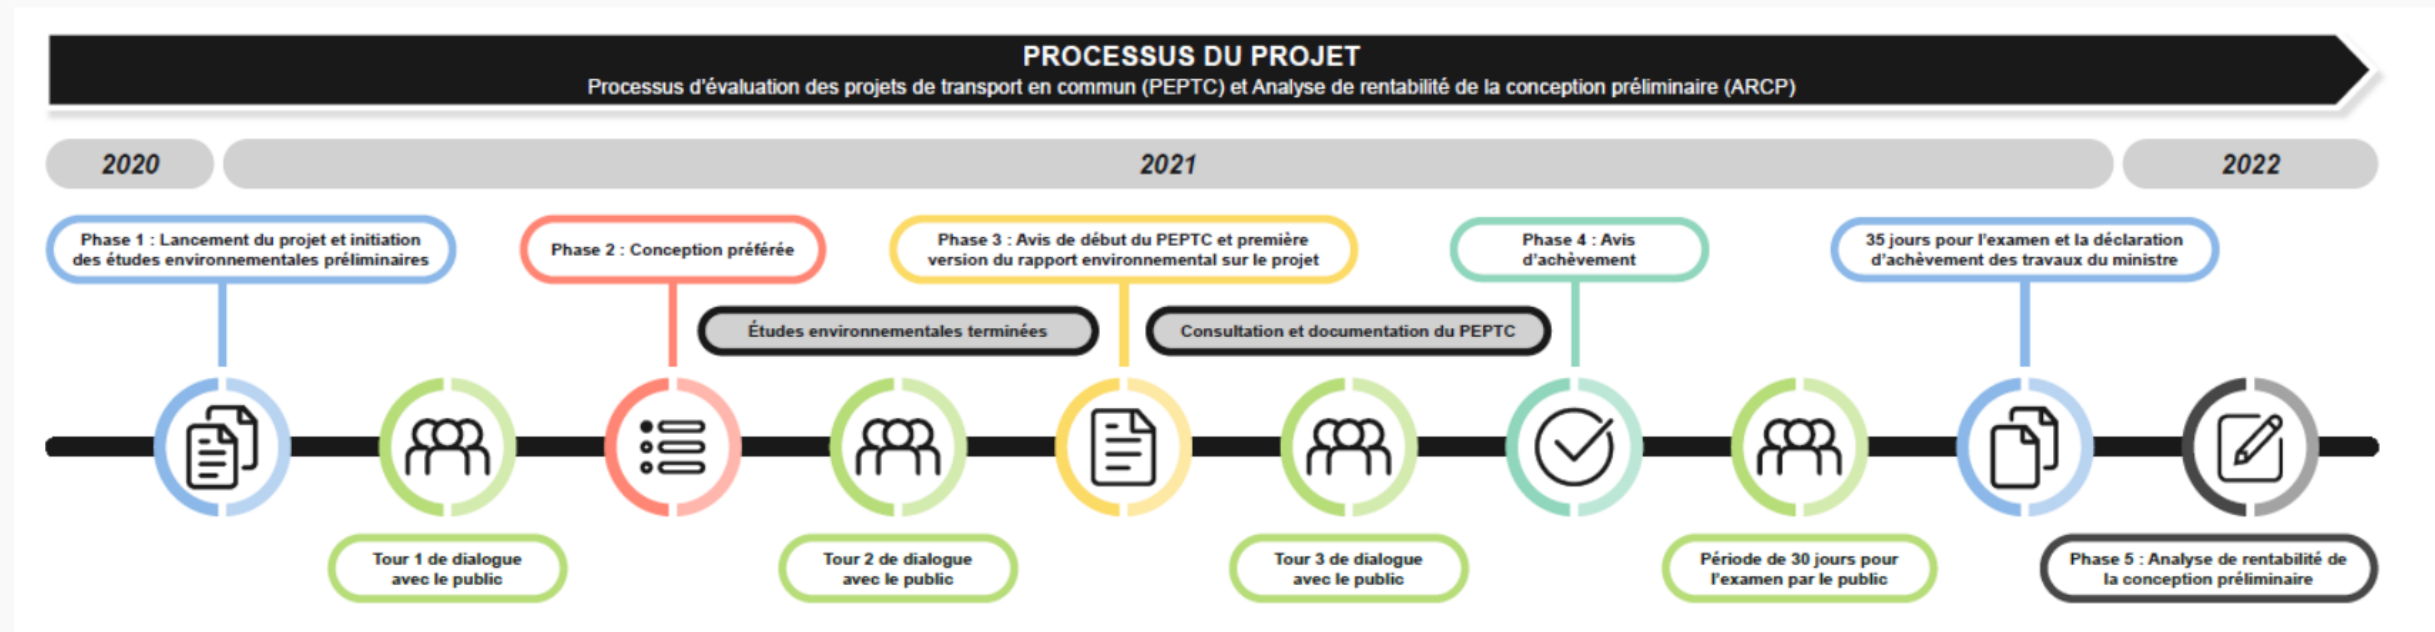 PROCESSUS DU PROJET
Processus d'évaluation des projets de transport en commun (PEPTC) et Analyse de rentabilité de la conception préliminaire (ARCP)
2020
2021
2022
Phase 1 : Lancement du projet et initiation
des études environnementales préliminaires
Phase 2 : Conception préférée
Phase 3 : Avis de début du PEPTC et première
version du rapport environnemental sur le projet
Phase 4 : Avis
d'achèvement
35 jours pour l'examen et la déclaration
d'achèvement des travaux du ministre
Études environnementales terminées
Consultation et documentation du PEPTC
Tour 1 de dialogue
avec le public
Tour 2 de dialogue
avec le public
Tour 3 de dialogue
avec le public
Période de 30 jours pour
l'examen par le public
Phase 5 : Analyse de rentabilité de
la conception préliminaire